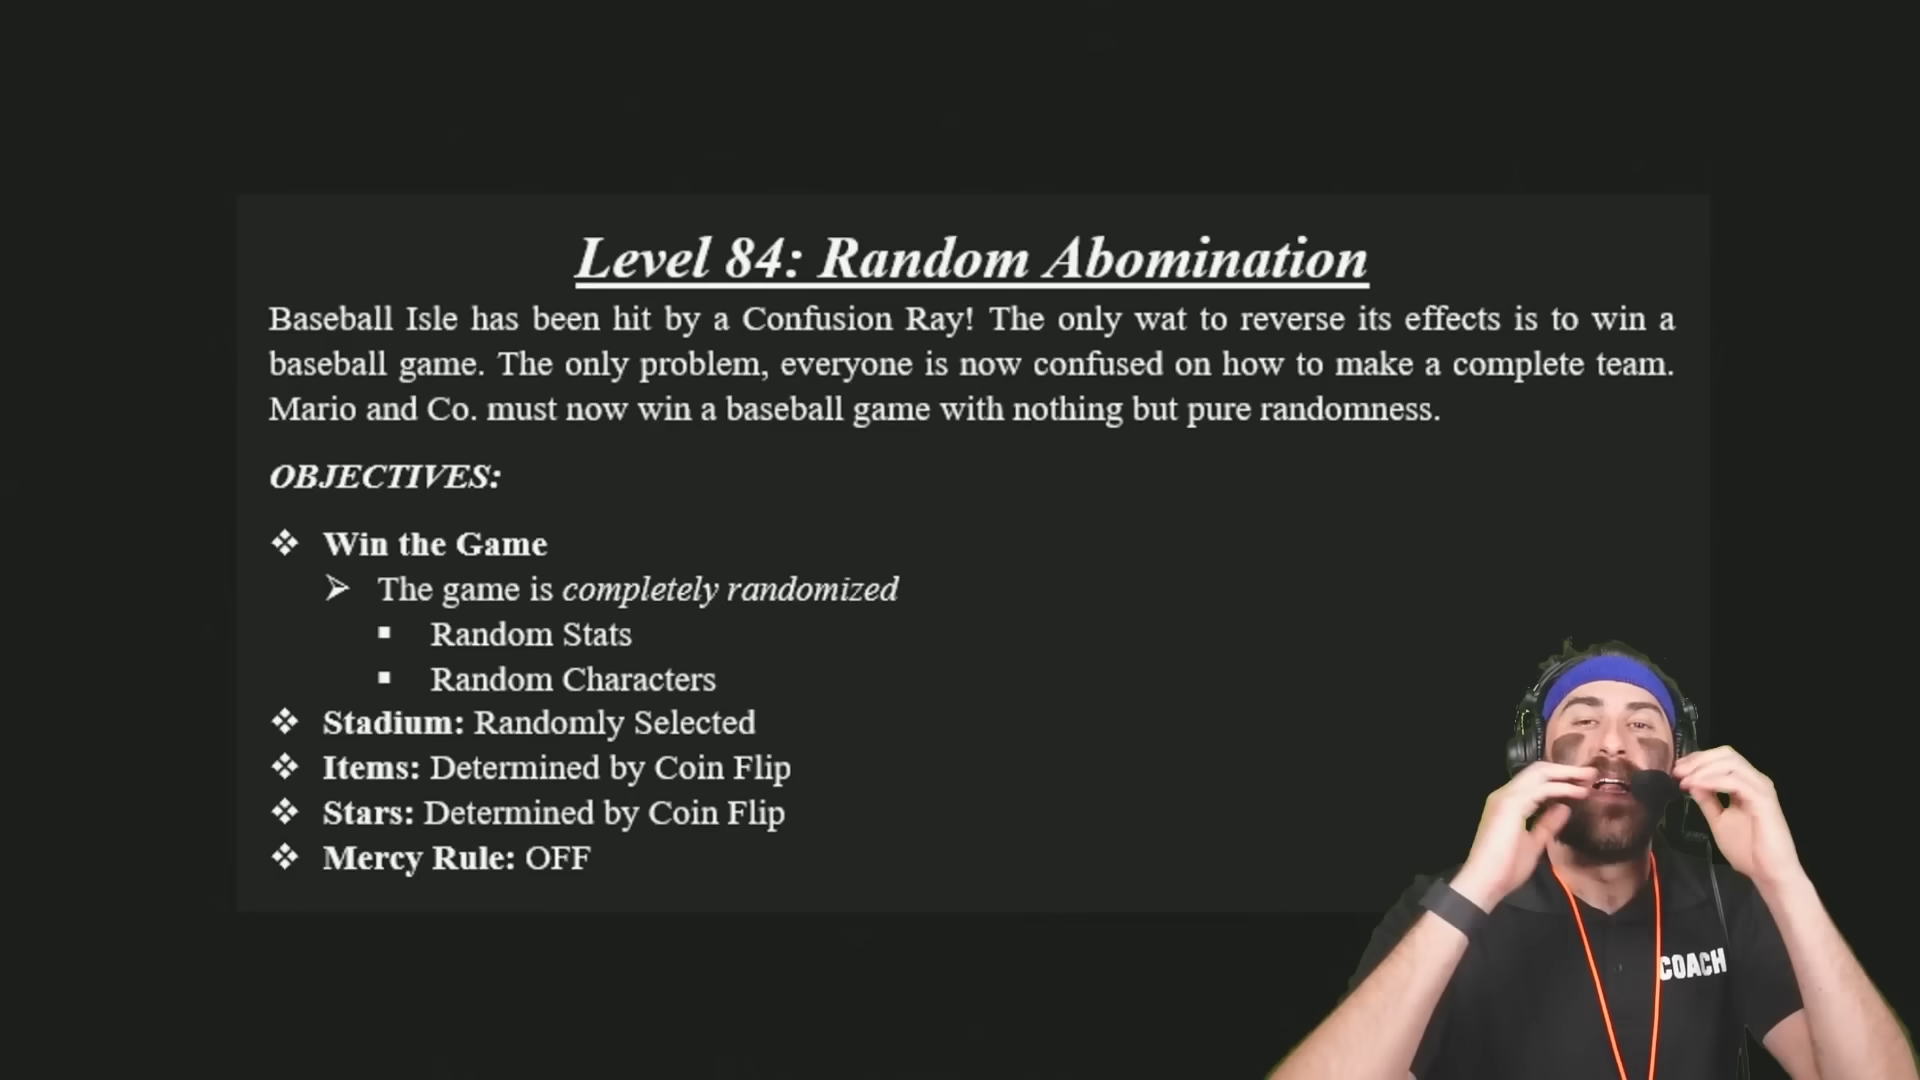 Level 84: Random Abomination
Baseball Isle has been hit by a Confusion Ray! The only wat to reverse its effects is to win a
baseball game. The only problem, everyone is now confused on how to make a complete team.
Mario and Co. must now win a baseball game with nothing but pure randomness.
OBJECTIVES:
❖ Win the Game
➢ The game is completely randomized
▪ Random Stats
▪ Random Characters
❖ Stadium: Randomly Selected
❖ Items: Determined by Coin Flip
❖ Stars: Determined by Coin Flip
❖ Mercy Rule: OFF
COACH